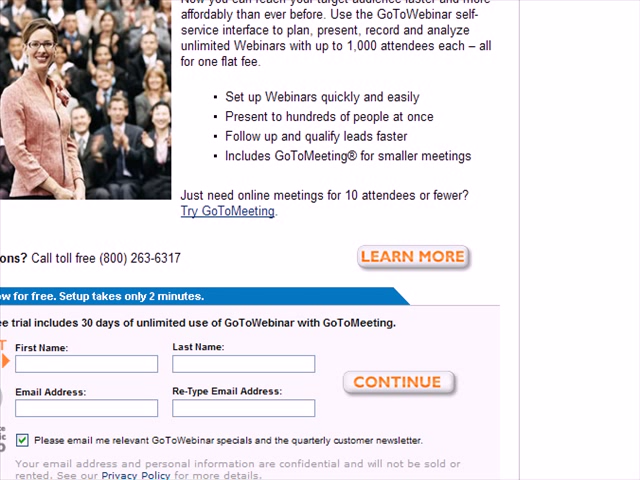 Now you can reach your target audience faster and more
affordably than ever before. Use the GoToWebinar self-
service interface to plan, present, record and analyze
unlimited Webinars with up to 1,000 attendees each – all
for one flat fee.
• Set up Webinars quickly and easily
• Present to hundreds of people at once
• Follow up and qualify leads faster
• Includes GoToMeeting® for smaller meetings
Just need online meetings for 10 attendees or fewer?
Try GoToMeeting.
ons? Call toll free (800) 263-6317
LEARN MORE
ow for free. Setup takes only 2 minutes.
ee trial includes 30 days of unlimited use of GoToWebinar with GoToMeeting.
First Name:
Last Name:
Email Address:
Re-Type Email Address:
CONTINUE
Please email me relevant GoToWebinar specials and the quarterly customer newsletter.
Your email address and personal information are confidential and will not be sold or
rented. See our Privacy Policy for more details.